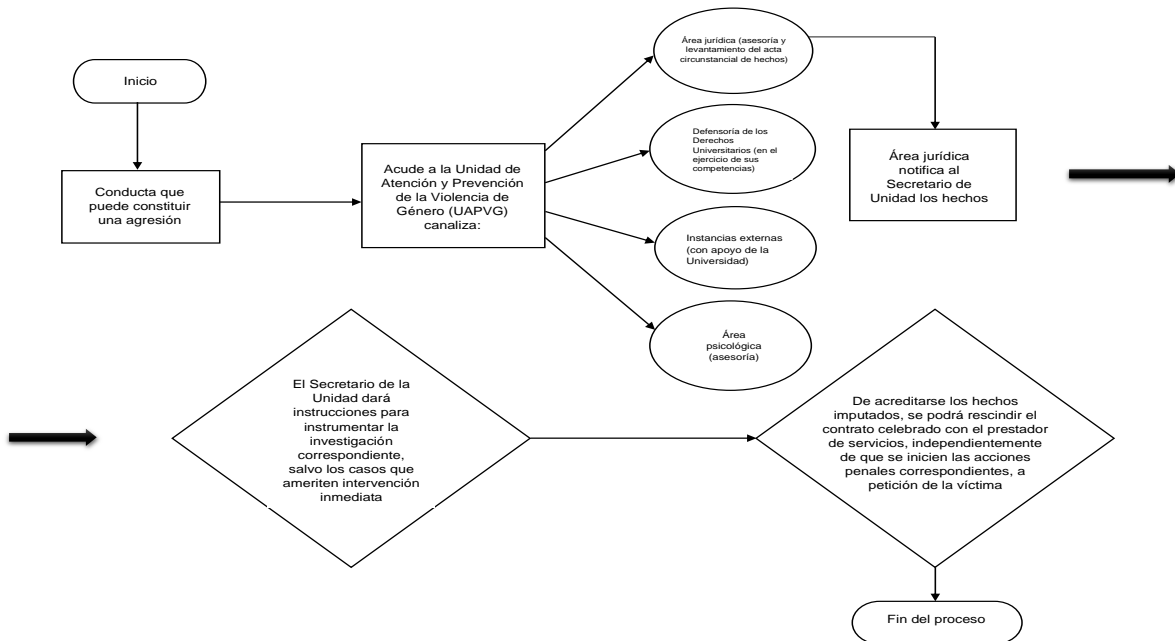 Inicio
Conducta que
puede constituir
una agresión
Acude a la Unidad de
Atención y Prevención
de la Violencia de
Género (UAPVG)
canaliza:
Área jurídica (asesoría y
levantamiento del acta
circunstancial de hechos)
Defensoría de los
Derechos
Universitarios (en el
ejercicio de sus
competencias)
Instancias externas
(con apoyo de la
Universidad)
Área
psicológica
(asesoría)
Área jurídica
notifica al
Secretario de
Unidad los hechos
El Secretario de la
Unidad dará
instrucciones para
instrumentar la
investigación
correspondiente,
salvo los casos que
ameriten intervención
inmediata
De acreditarse los hechos
imputados, se podrá rescindir el
contrato celebrado con el prestador
de servicios, independientemente
de que se inicien las acciones
penales correspondientes, a
petición de la víctima
Fin del proceso